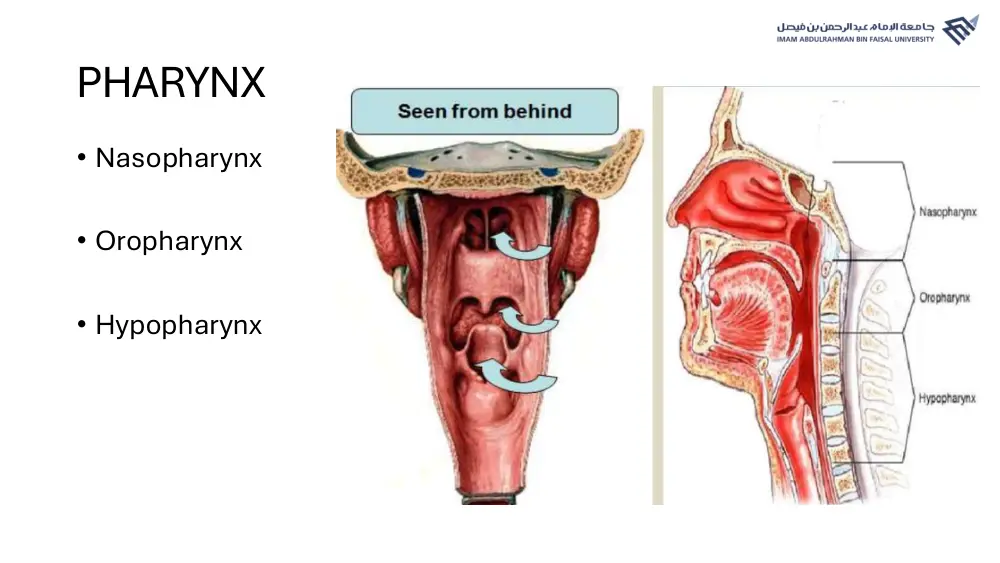 جامعة الإمام عبدالرحمن بن فيصل
IMAM ABDULRAHMAN BIN FAISAL UNIVERSITY
PHARYNX
• Nasopharynx
• Oropharynx
• Hypopharynx
Seen from behind
Nasopharynx
Oropharynx
Hypopharynx